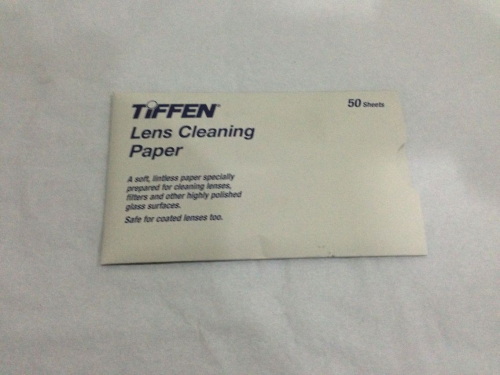 TIFFEN
50 Sheets
Lens Cleaning
Paper
A soft, lintless paper specially
prepared for cleaning lenses,
filters and other highly polished
glass surfaces.
Safe for coated lenses too.